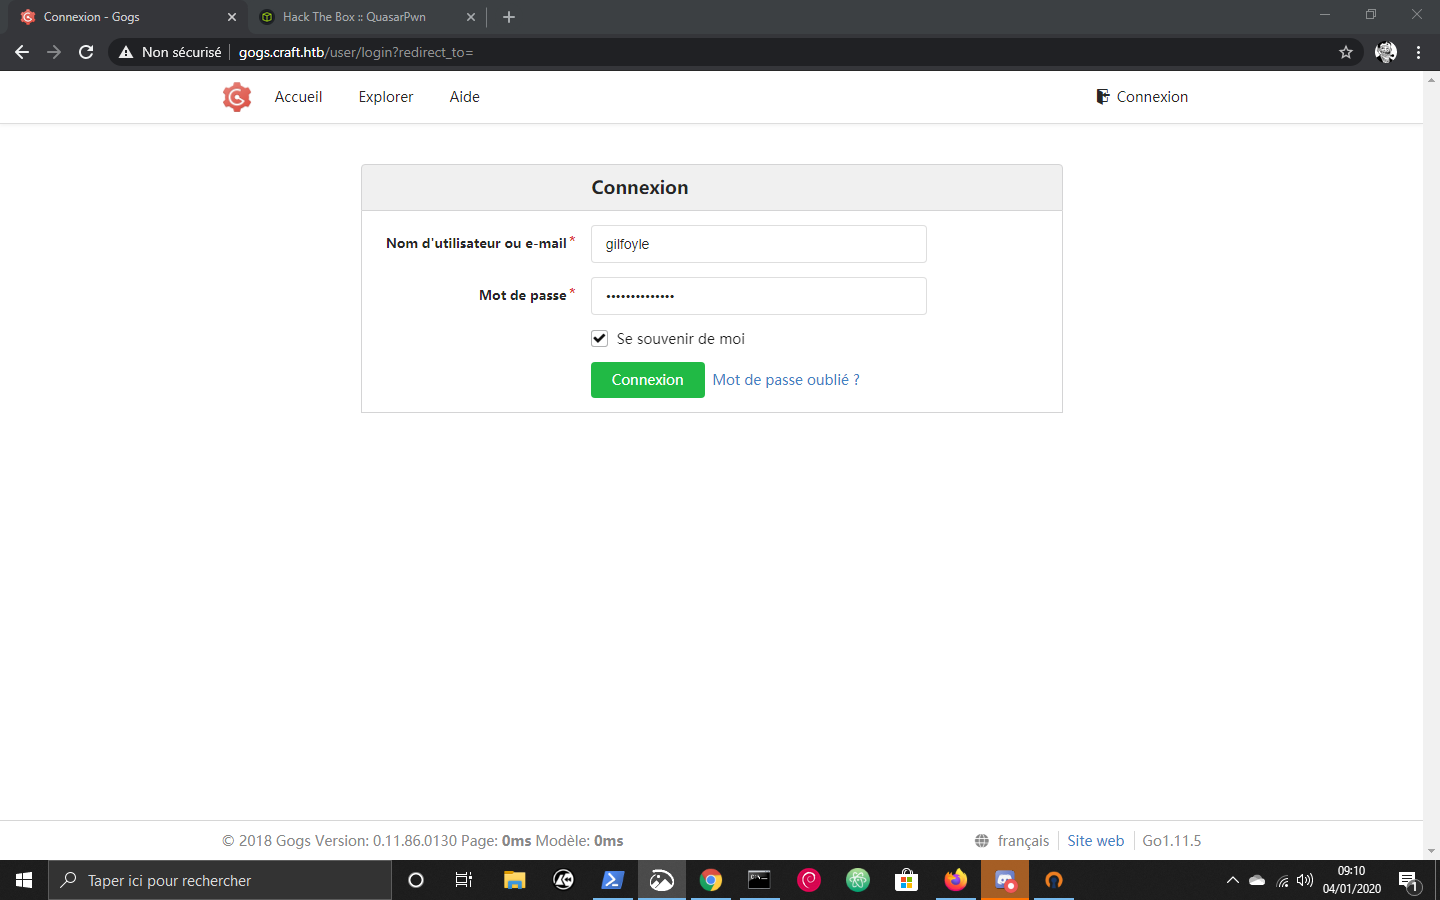 Connexion - Gogs
Hack The Box :: QuasarPwn
Non sécurisé gogs.craft.htb/user/login?redirect_to=
Accueil Explorer Aide Connexion
Connexion
Nom d'utilisateur ou e-mail* gilfoyle
Mot de passe* ••••••••••••••
Se souvenir de moi
Connexion Mot de passe oublié ?
© 2018 Gogs Version: 0.11.86.0130 Page: 0ms Modèle: 0ms français Site web Go1.11.5
Taper ici pour rechercher
09:10
04/01/2020
1